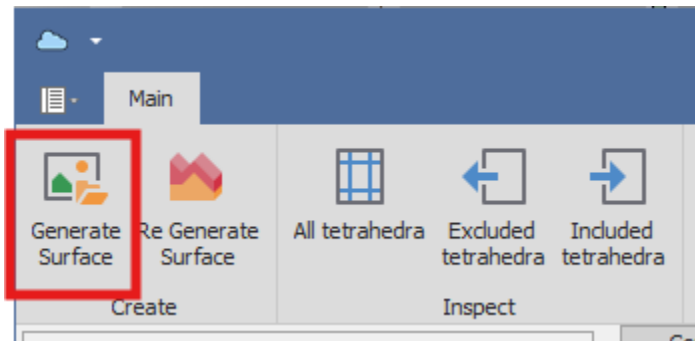 Main
Generate
Surface
Re Generate
Surface
All tetrahedra
Excluded
tetrahedra
Included
tetrahedra
Create
Inspect